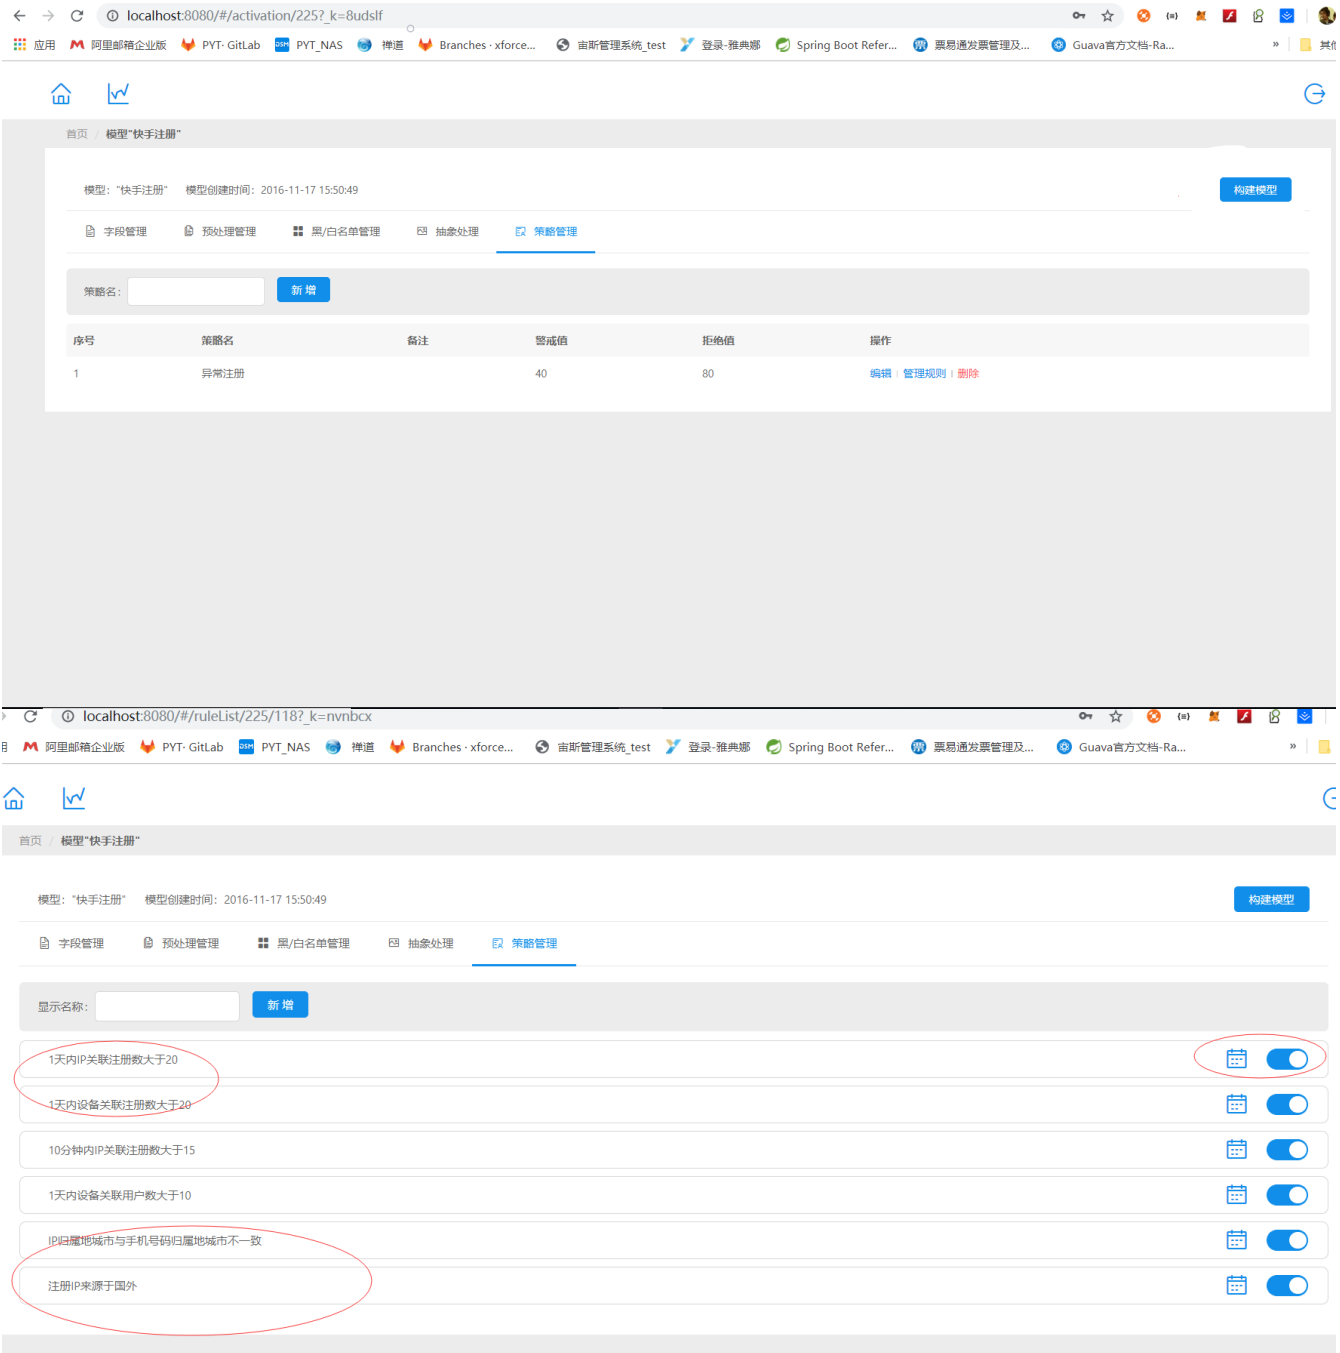 localhost:8080/#/activation/225?_k=8udslf
应用 阿里邮箱企业版 PYT· GitLab DSM PYT_NAS 禅道 Branches · xforce... 宙斯管理系统_test 登录-雅典娜 Spring Boot Refer... 票易通发票管理及... Guava官方文档-Ra... »
首页 / 模型"快手注册"
模型："快手注册" 模型创建时间：2016-11-17 15:50:49 构建模型
字段管理 预处理管理 黑/白名单管理 抽象处理 策略管理
策略名： 新 增
序号 策略名 备注 警戒值 拒绝值 操作
1 异常注册 40 80 编辑 管理规则 删除
localhost:8080/#/ruleList/225/118?_k=nvnbcx
阿里邮箱企业版 PYT· GitLab DSM PYT_NAS 禅道 Branches · xforce... 宙斯管理系统_test 登录-雅典娜 Spring Boot Refer... 票易通发票管理及... Guava官方文档-Ra... »
首页 / 模型"快手注册"
模型："快手注册" 模型创建时间：2016-11-17 15:50:49 构建模型
字段管理 预处理管理 黑/白名单管理 抽象处理 策略管理
显示名称： 新 增
1天内IP关联注册数大于20
1天内设备关联注册数大于20
10分钟内IP关联注册数大于15
1天内设备关联用户数大于10
IP归属地城市与手机号码归属地城市不一致
注册IP来源于国外